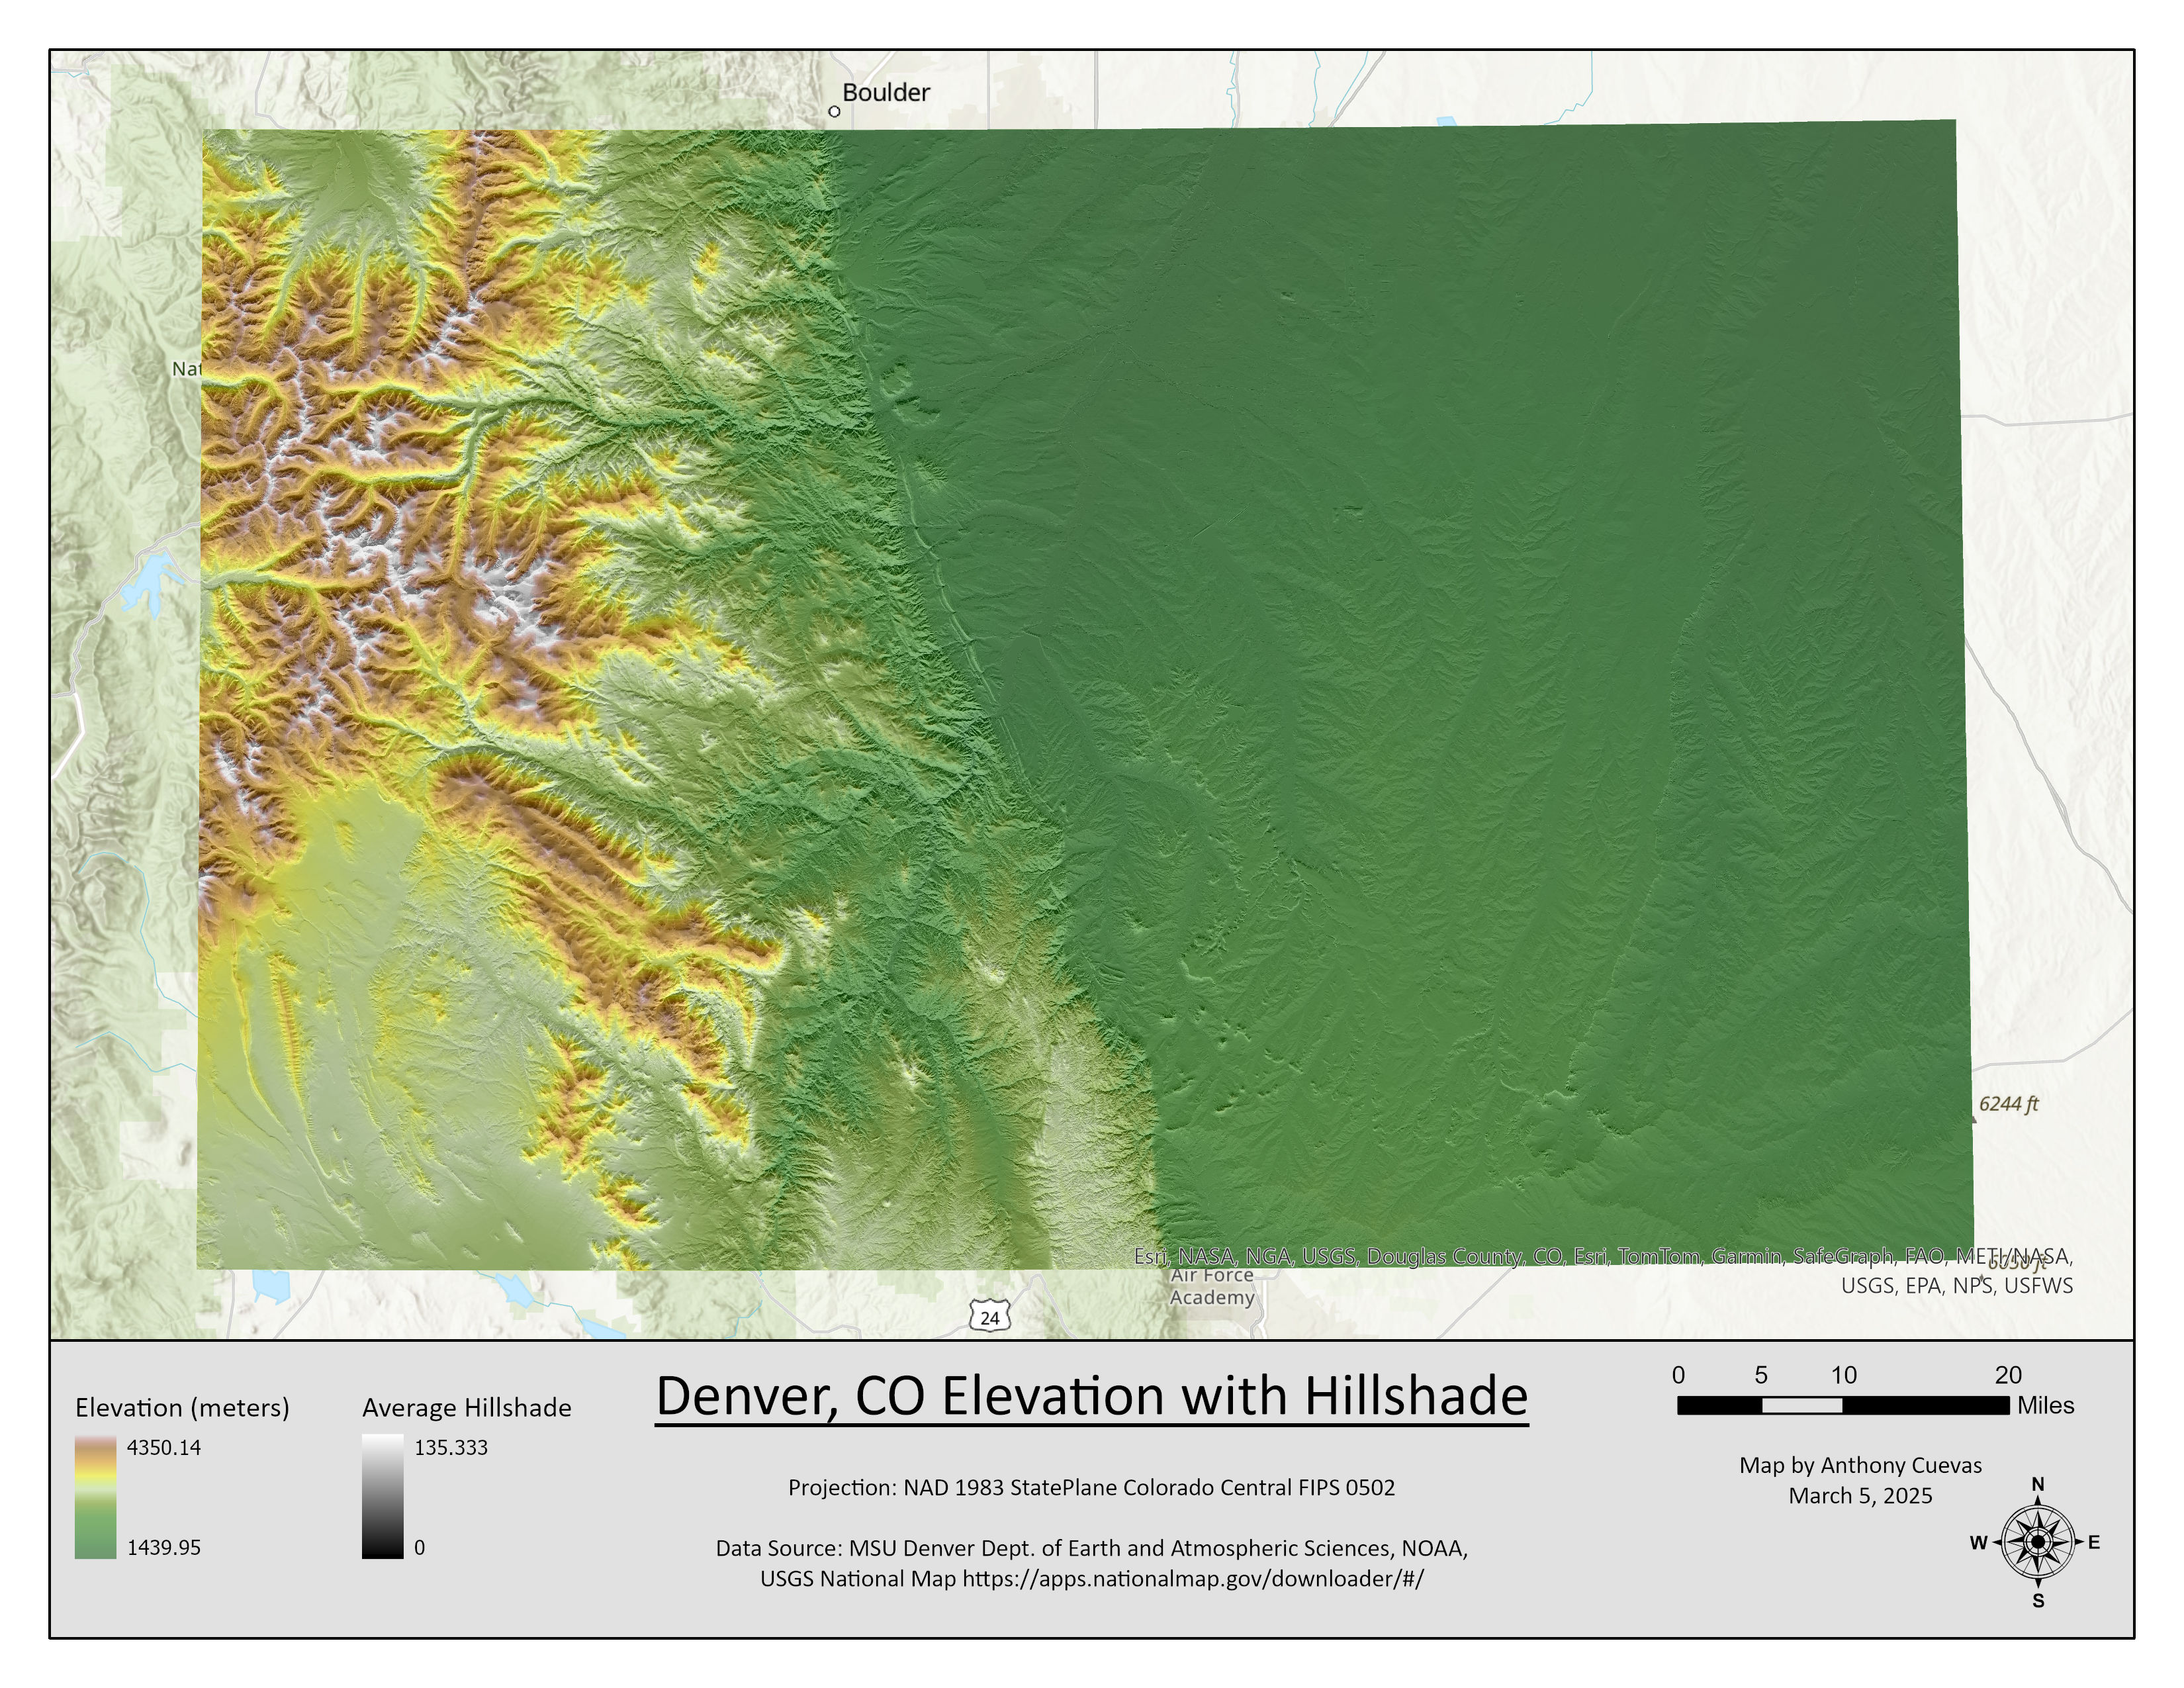 Boulder
Nat
6244 ft
Esri, NASA, NGA, USGS, Douglas County, CO, Esri, TomTom, Garmin, SafeGraph, FAO, METI/NASA,
USGS, EPA, NPS, USFWS
Air Force
Academy
24
Elevation (meters)
4350.14
1439.95
Average Hillshade
135.333
0
Denver, CO Elevation with Hillshade
Projection: NAD 1983 StatePlane Colorado Central FIPS 0502
Data Source: MSU Denver Dept. of Earth and Atmospheric Sciences, NOAA,
USGS National Map https://apps.nationalmap.gov/downloader/#/
0 5 10 20
Miles
Map by Anthony Cuevas
March 5, 2025
N
W E
S